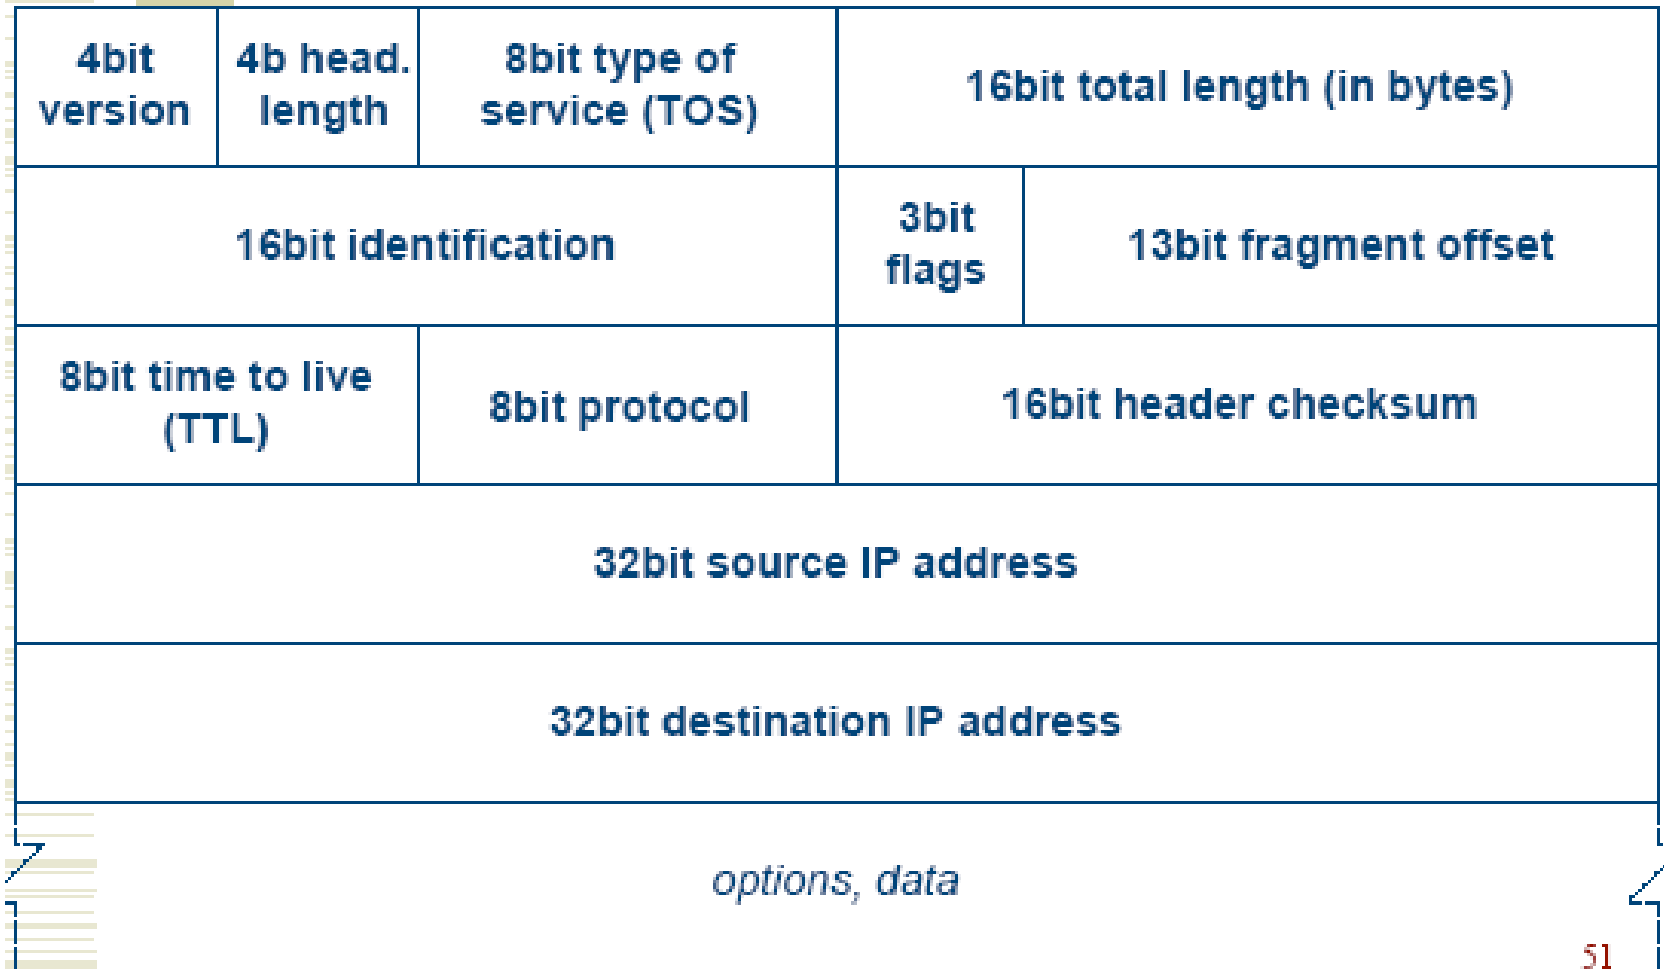 4bit
version
4b head.
length
8bit type of
service (TOS)
16bit total length (in bytes)
16bit identification
3bit
flags
13bit fragment offset
8bit time to live
(TTL)
8bit protocol
16bit header checksum
32bit source IP address
32bit destination IP address
options, data
51